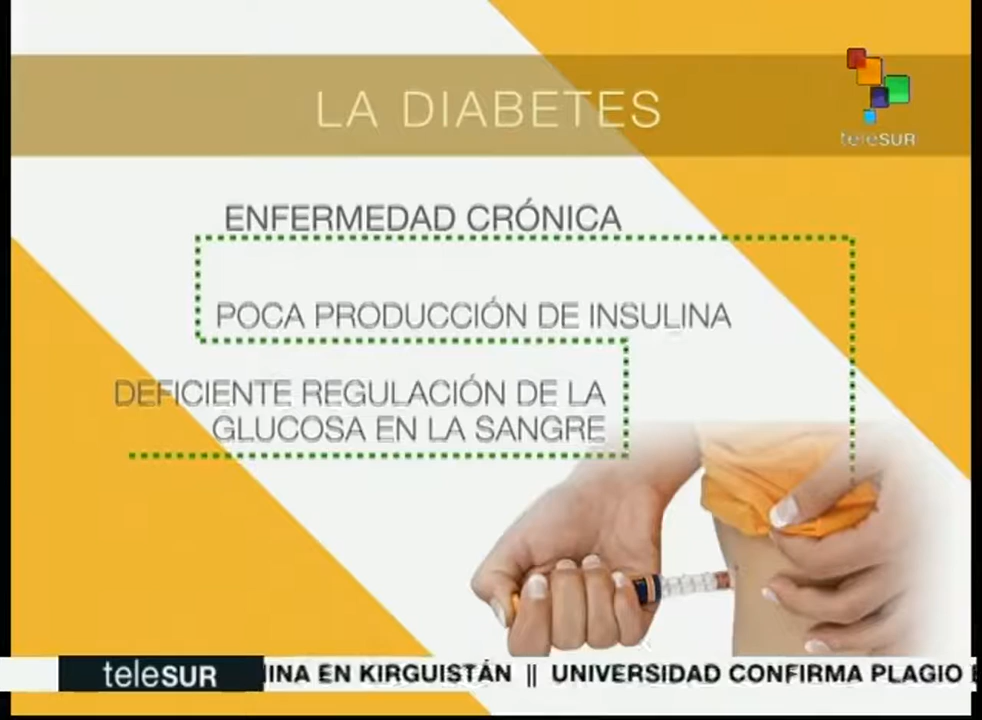 LA DIABETES
teleSUR
ENFERMEDAD CRÓNICA
POCA PRODUCCIÓN DE INSULINA
DEFICIENTE REGULACIÓN DE LA
GLUCOSA EN LA SANGRE
teleSUR INA EN KIRGUISTÁN || UNIVERSIDAD CONFIRMA PLAGIO